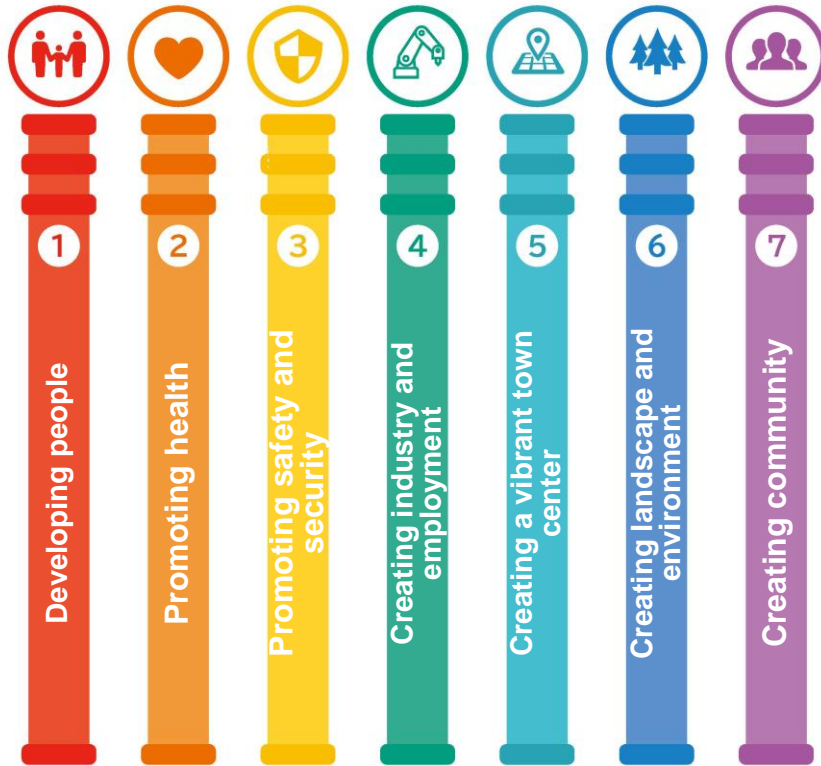 1
Developing people
2
Promoting health
3
Promoting safety and
security
4
Creating industry and
employment
5
Creating a vibrant town
center
6
Creating landscape and
environment
7
Creating community